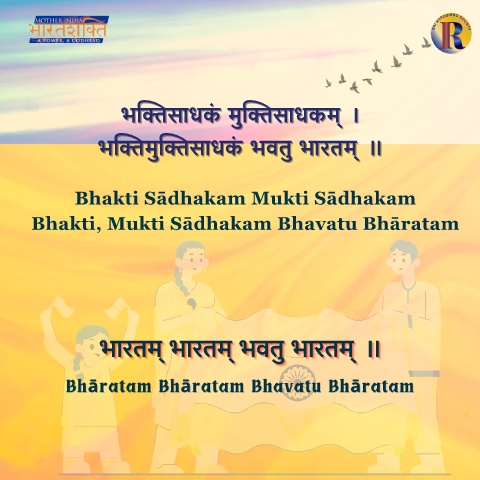 MOTHER INDIA
भारतशक्ति
A POWER, A GODHEAD
R
भक्तिसाधकं मुक्तिसाधकम् ।
भक्तिमुक्तिसाधकं भवतु भारतम् ॥
Bhakti Sādhakam Mukti Sādhakam
Bhakti, Mukti Sādhakam Bhavatu Bhāratam
भारतम् भारतम् भवतु भारतम् ॥
Bhāratam Bhāratam Bhavatu Bhāratam